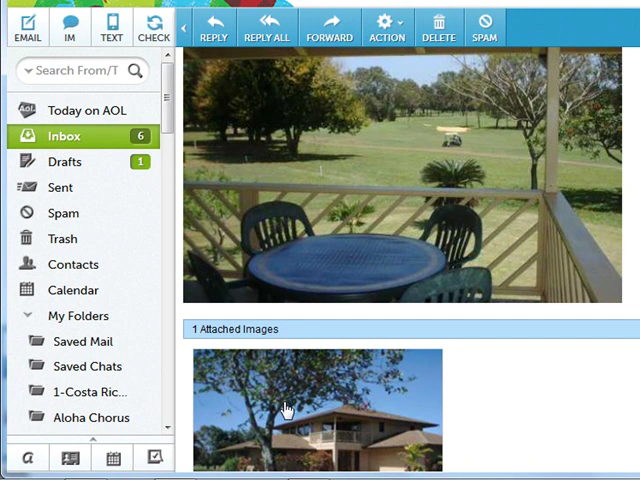 EMAIL IM TEXT CHECK
REPLY REPLY ALL FORWARD ACTION DELETE SPAM
Search From/T
Aol. Today on AOL
Inbox 6
Drafts 1
Sent
Spam
Trash
Contacts
Calendar
My Folders
Saved Mail
Saved Chats
1-Costa Ric...
Aloha Chorus
1 Attached Images
a